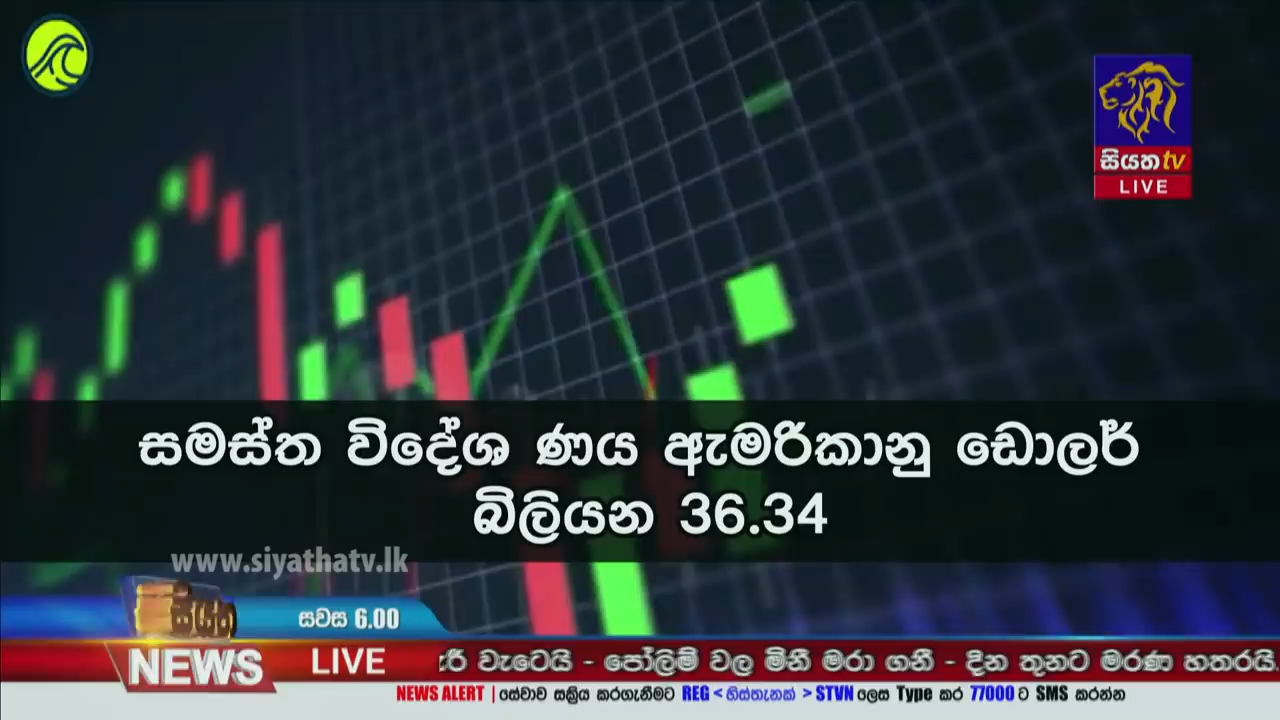 සියත tv
LIVE
සමස්ත විදේශ ණය ඇමරිකානු ඩොලර්
බිලියන 36.34
www.siyathatv.lk
සියත
සවස 6.00
NEWS
LIVE
වැටෙයි - පෝලිම් වල මිනී මරා ගනී - දින තුනට මරණ හතරයි.
NEWS ALERT | සේවාව සක්‍රිය කරගැනීමට REG < හිස්තැනක් > STVN ලෙස Type කර 77000 ට SMS කරන්න